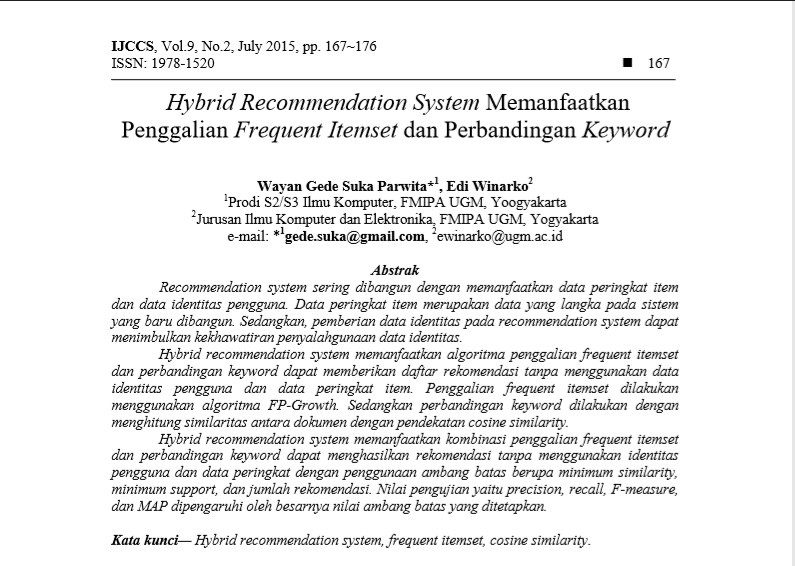 IJCCS, Vol.9, No.2, July 2015, pp. 167~176
ISSN: 1978-1520 ■ 167
Hybrid Recommendation System Memanfaatkan
Penggalian Frequent Itemset dan Perbandingan Keyword
Wayan Gede Suka Parwita*¹, Edi Winarko²
¹Prodi S2/S3 Ilmu Komputer, FMIPA UGM, Yoogyakarta
²Jurusan Ilmu Komputer dan Elektronika, FMIPA UGM, Yogyakarta
e-mail: *¹gede.suka@gmail.com, ²ewinarko@ugm.ac.id
Abstrak
Recommendation system sering dibangun dengan memanfaatkan data peringkat item
dan data identitas pengguna. Data peringkat item merupakan data yang langka pada sistem
yang baru dibangun. Sedangkan, pemberian data identitas pada recommendation system dapat
menimbulkan kekhawatiran penyalahgunaan data identitas.
Hybrid recommendation system memanfaatkan algoritma penggalian frequent itemset
dan perbandingan keyword dapat memberikan daftar rekomendasi tanpa menggunakan data
identitas pengguna dan data peringkat item. Penggalian frequent itemset dilakukan
menggunakan algoritma FP-Growth. Sedangkan perbandingan keyword dilakukan dengan
menghitung similaritas antara dokumen dengan pendekatan cosine similarity.
Hybrid recommendation system memanfaatkan kombinasi penggalian frequent itemset
dan perbandingan keyword dapat menghasilkan rekomendasi tanpa menggunakan identitas
pengguna dan data peringkat dengan penggunaan ambang batas berupa minimum similarity,
minimum support, dan jumlah rekomendasi. Nilai pengujian yaitu precision, recall, F-measure,
dan MAP dipengaruhi oleh besarnya nilai ambang batas yang ditetapkan.
Kata kunci— Hybrid recommendation system, frequent itemset, cosine similarity.